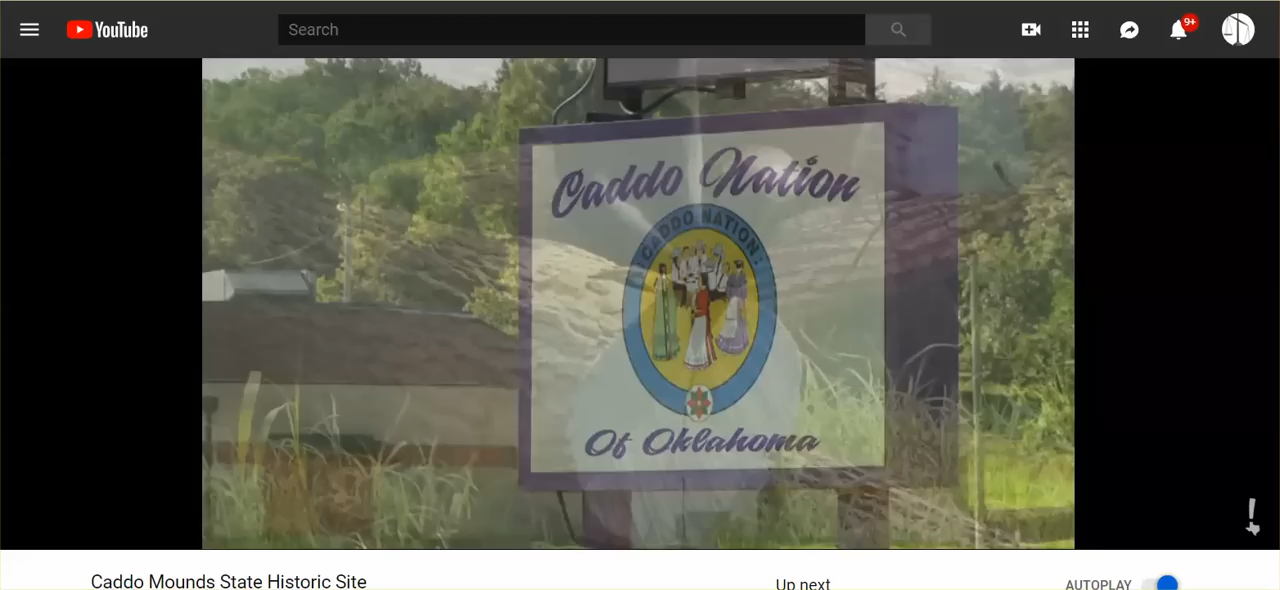 YouTube
Search
9+
Caddo Nation
CADDO NATION
Of Oklahoma
Caddo Mounds State Historic Site
Up next
AUTOPLAY